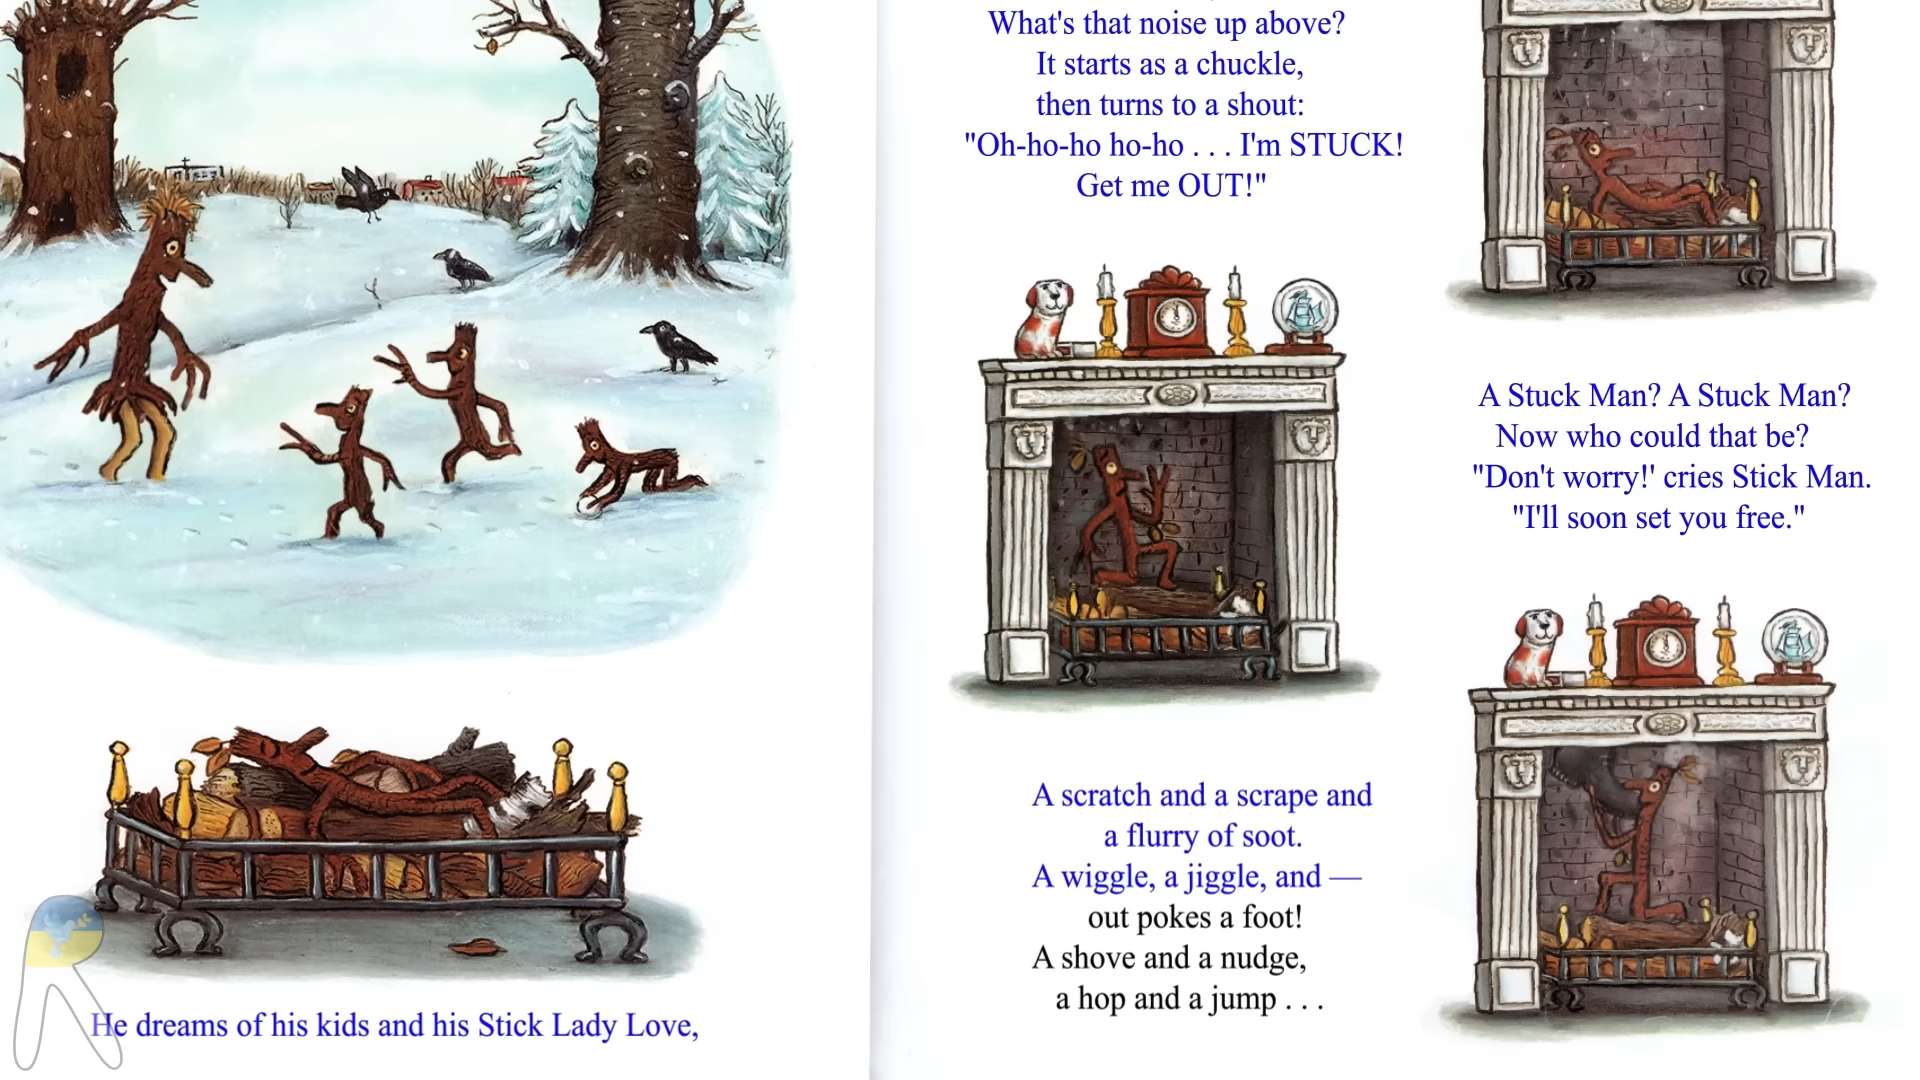 He dreams of his kids and his Stick Lady Love,
What's that noise up above?
It starts as a chuckle,
then turns to a shout:
"Oh-ho-ho ho-ho . . . I'm STUCK!
Get me OUT!"
A Stuck Man? A Stuck Man?
Now who could that be?
"Don't worry!' cries Stick Man.
"I'll soon set you free."
A scratch and a scrape and
a flurry of soot.
A wiggle, a jiggle, and —
out pokes a foot!
A shove and a nudge,
a hop and a jump . . .